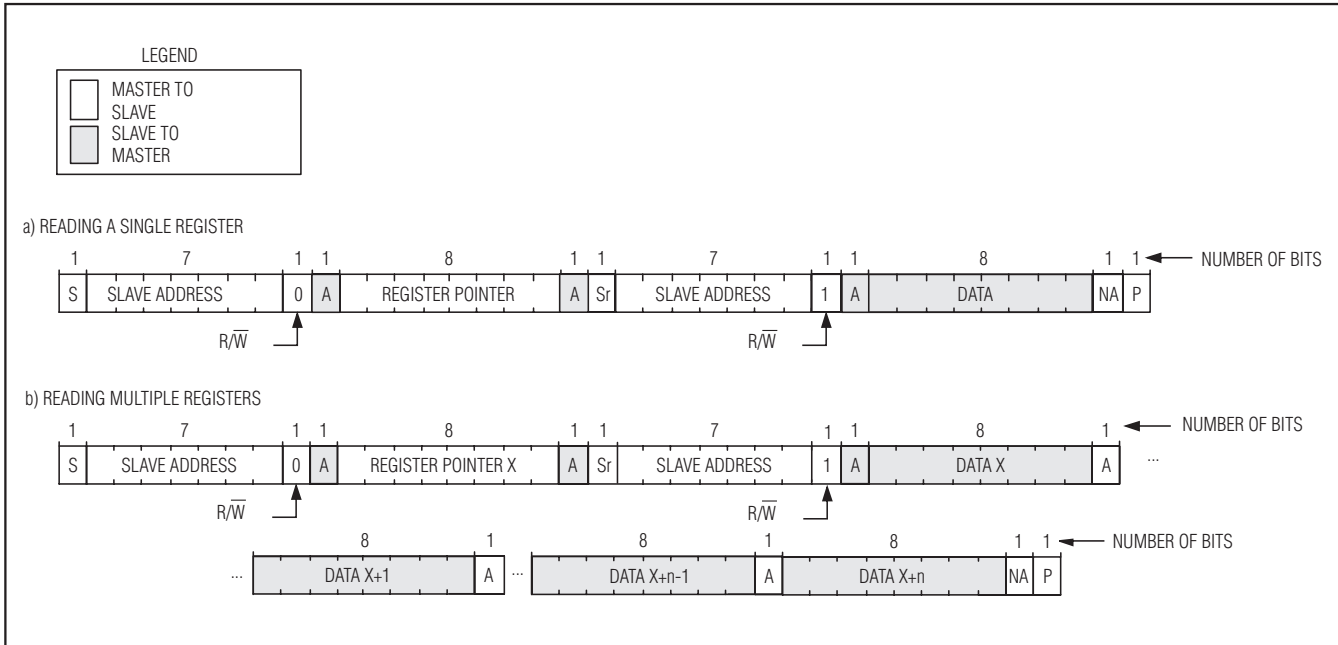 LEGEND
MASTER TO
SLAVE
SLAVE TO
MASTER
a) READING A SINGLE REGISTER
1 7 1 1 8 1 1 7 1 1 8 1 1 NUMBER OF BITS
S SLAVE ADDRESS 0 A REGISTER POINTER A Sr SLAVE ADDRESS 1 A DATA NA P
R/W̅ R/W̅
b) READING MULTIPLE REGISTERS
1 7 1 1 8 1 1 7 1 1 8 1 NUMBER OF BITS
S SLAVE ADDRESS 0 A REGISTER POINTER X A Sr SLAVE ADDRESS 1 A DATA X A ...
R/W̅ R/W̅
8 1 8 1 8 1 1 NUMBER OF BITS
... DATA X+1 A ... DATA X+n-1 A DATA X+n NA P